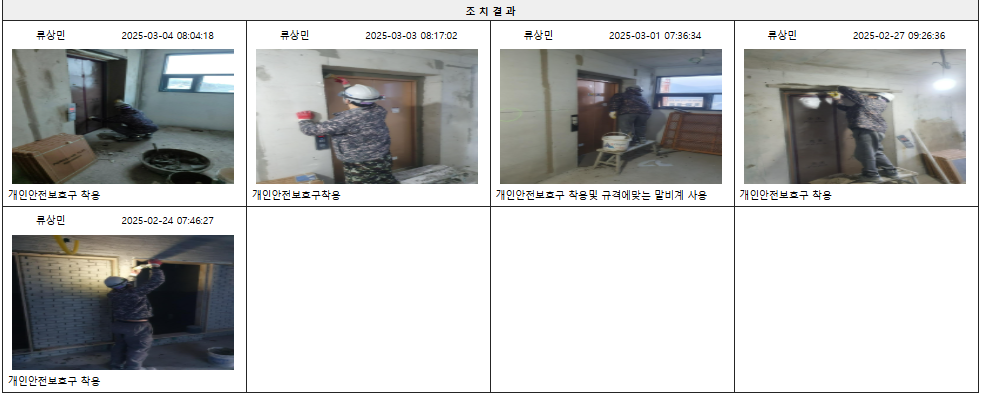 조 치 결 과
류상민 2025-03-04 08:04:18
류상민 2025-03-03 08:17:02
류상민 2025-03-01 07:36:34
류상민 2025-02-27 09:26:36
개인안전보호구 착용
개인안전보호구착용
개인안전보호구 착용및 규격에맞는 말비계 사용
개인안전보호구 착용
류상민 2025-02-24 07:46:27
개인안전보호구 착용